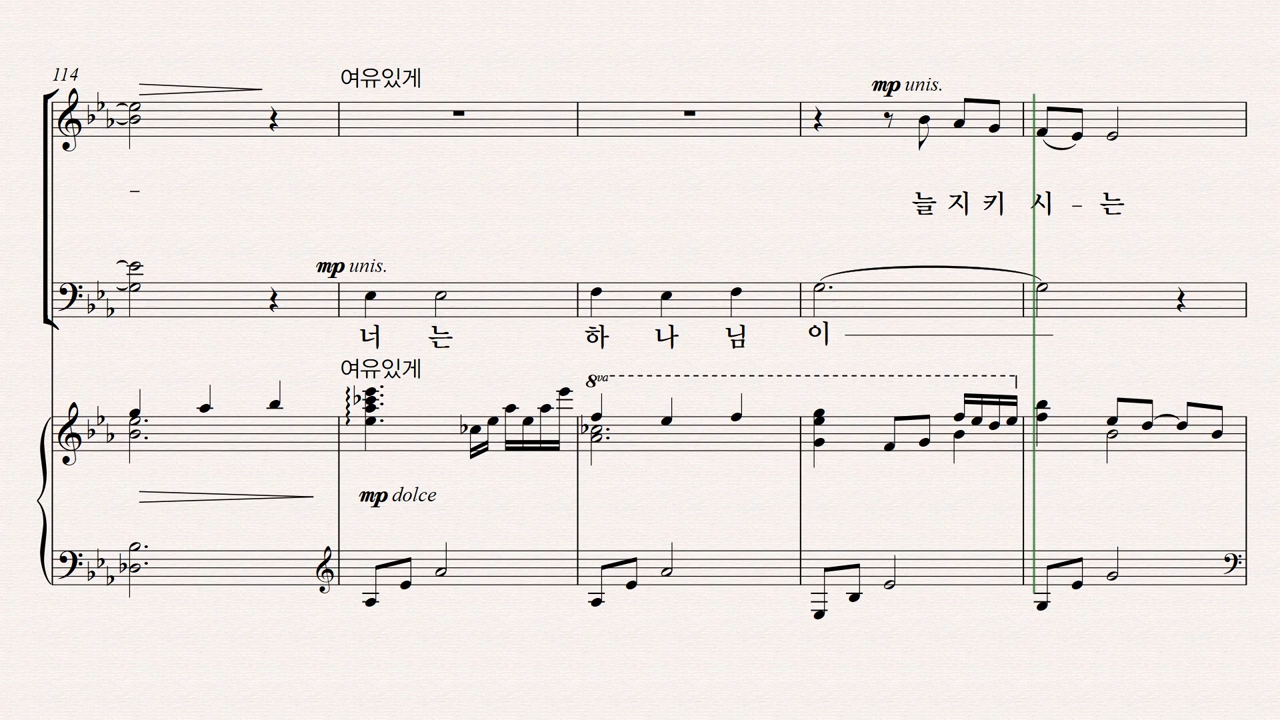 114
여유있게
mp unis.
늘 지 키 시 - 는
mp unis.
너 는 하 나 님 이
여유있게
8va
mp dolce